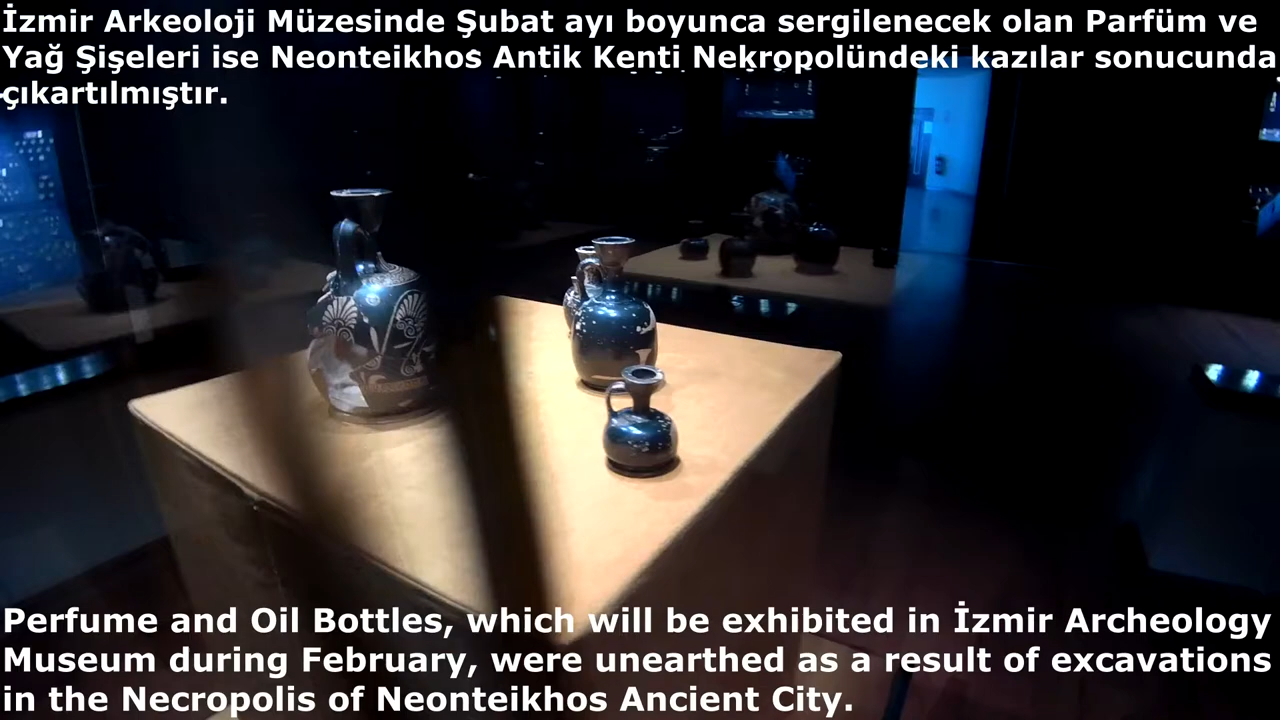 İzmir Arkeoloji Müzesinde Şubat ayı boyunca sergilenecek olan Parfüm ve
Yağ Şişeleri ise Neonteikhos Antik Kenti Nekropolündeki kazılar sonucunda
çıkartılmıştır.
Perfume and Oil Bottles, which will be exhibited in İzmir Archeology
Museum during February, were unearthed as a result of excavations
in the Necropolis of Neonteikhos Ancient City.